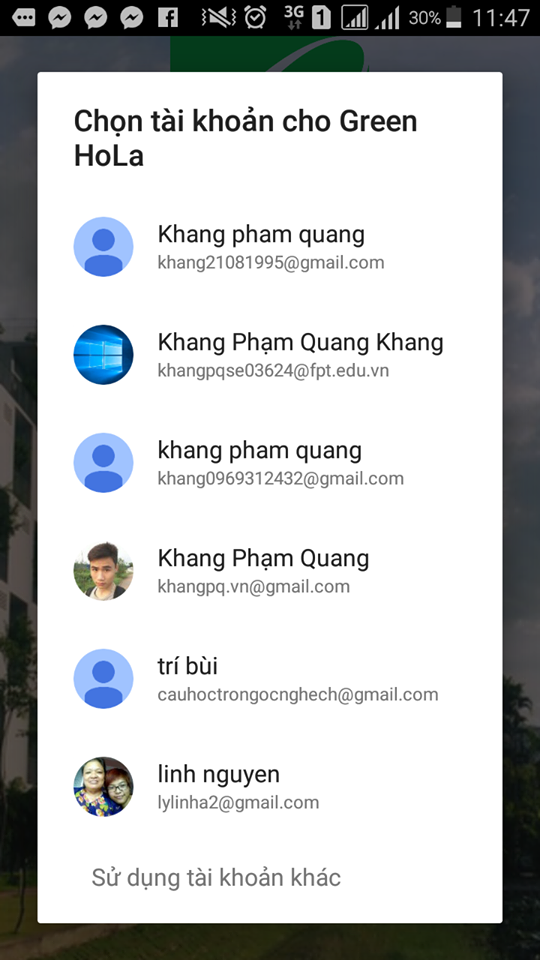 3G 1 30% 11:47
Chọn tài khoản cho Green
HoLa
Khang pham quang
khang21081995@gmail.com
Khang Phạm Quang Khang
khangpqse03624@fpt.edu.vn
khang pham quang
khang0969312432@gmail.com
Khang Phạm Quang
khangpq.vn@gmail.com
trí bùi
cauhoctrongocnghech@gmail.com
linh nguyen
lylinha2@gmail.com
Sử dụng tài khoản khác